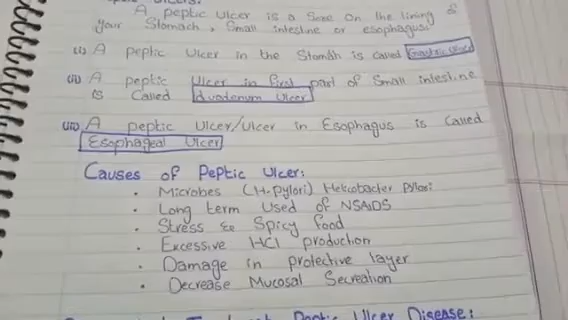 A peptic Ulcer is a Sore on the lining of
your Stomach, Small intestine or esophagus.
(i) A peptic Ulcer in the Stomach is called Gastric Ulcer
(ii) A peptic Ulcer in first part of Small intestine
is Called duodenum Ulcer
(iii) A peptic Ulcer/Ulcer in Esophagus is Called
Esophageal Ulcer
Causes of Peptic Ulcer:
• Microbes (H.pylori) Helicobacter pylori
• Long term Used of NSAIDS
• Stress & Spicy food
• Excessive HCl production
• Damage in protective layer
• Decrease Mucosal Secreation
Peptic Ulcer Disease: